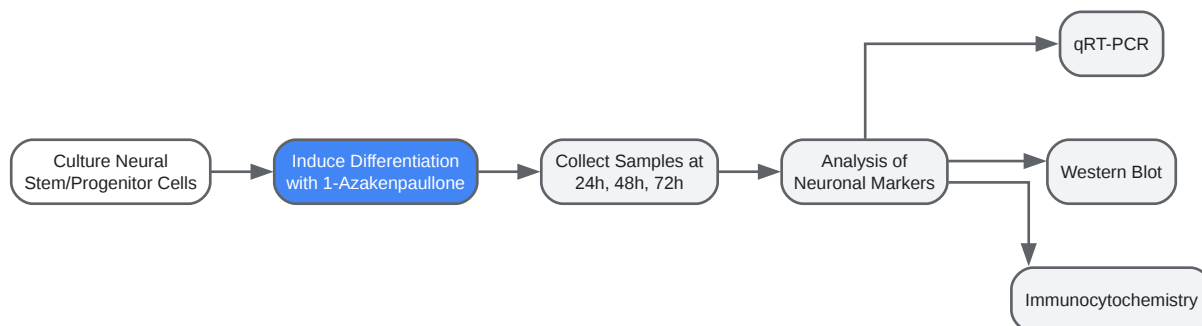 qRT-PCR
Culture Neural
Stem/Progenitor Cells
Induce Differentiation
with 1-Azakenpaullone
Collect Samples at
24h, 48h, 72h
Analysis of
Neuronal Markers
Western Blot
Immunocytochemistry